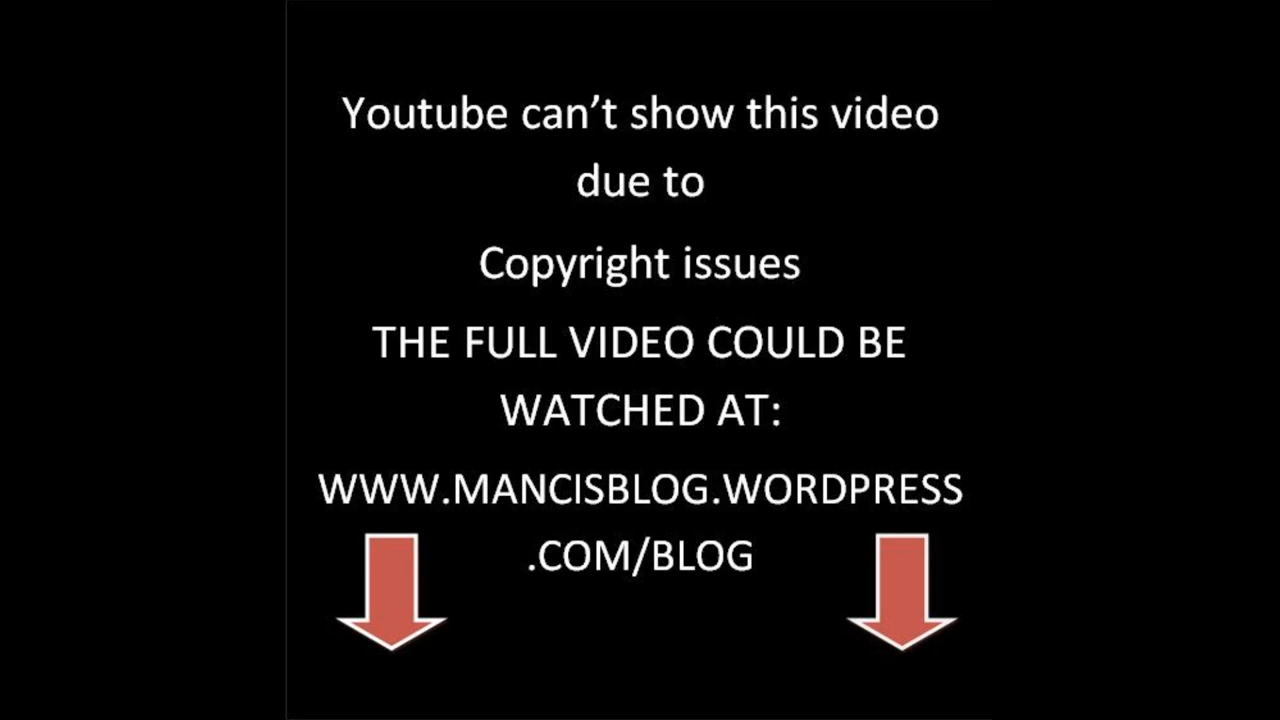 Youtube can’t show this video
due to
Copyright issues
THE FULL VIDEO COULD BE
WATCHED AT:
WWW.MANCISBLOG.WORDPRESS
.COM/BLOG